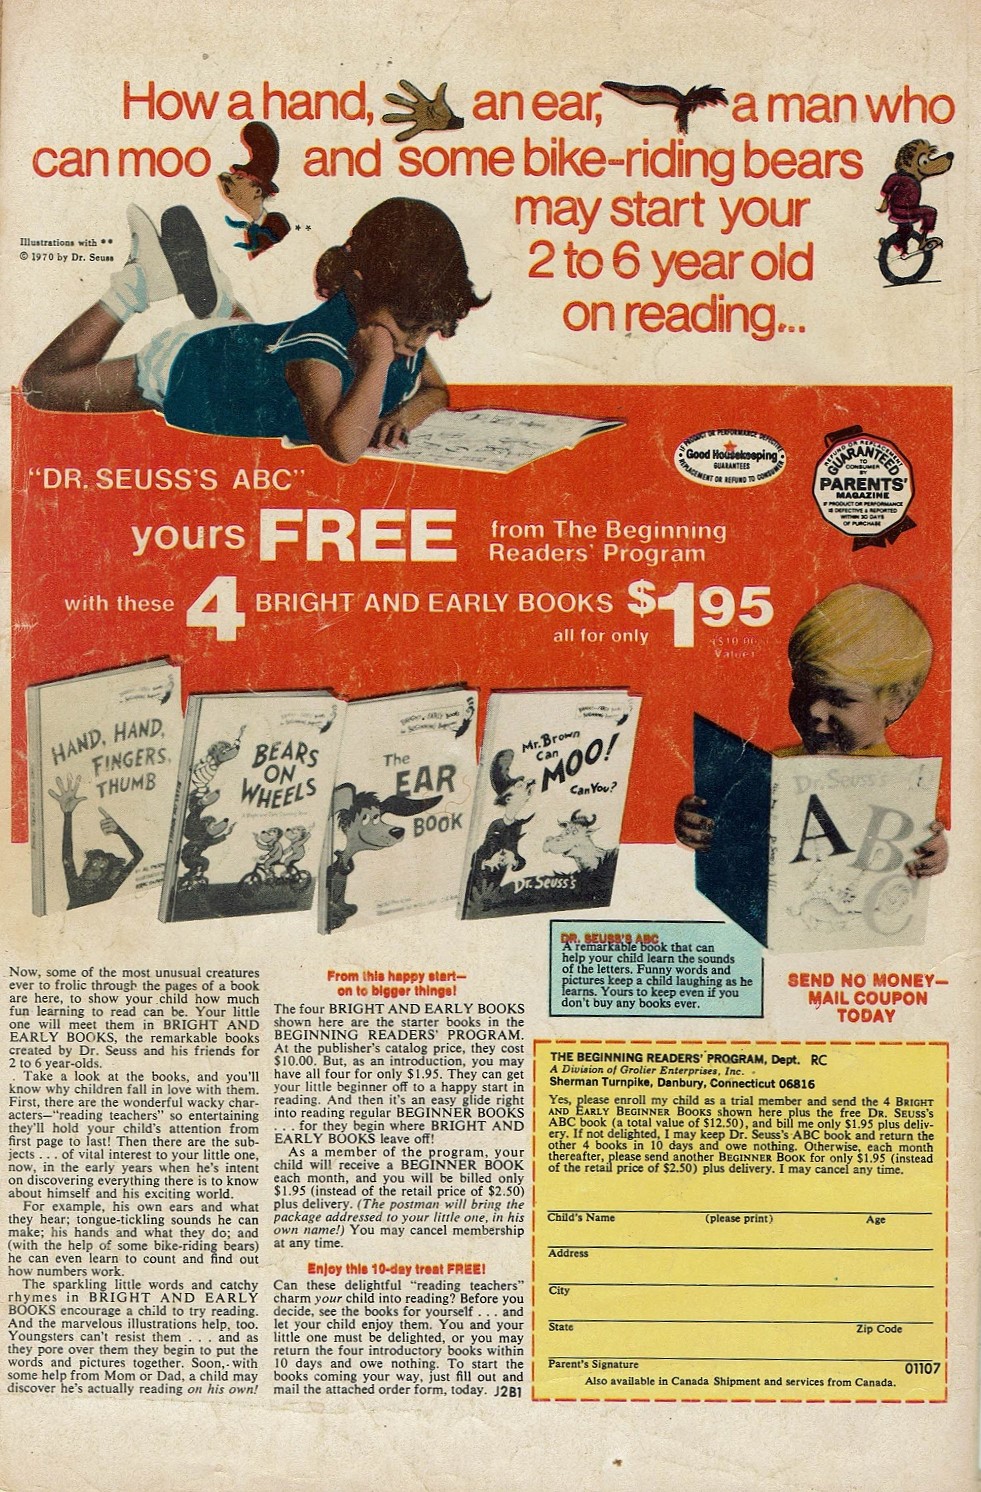 How a hand, an ear, a man who
can moo and some bike-riding bears
may start your
2 to 6 year old
on reading...
* *
Illustrations with * *
© 1970 by Dr. Seuss
IF PRODUCT OR PERFORMANCE DEFECTIVE
Good Housekeeping
GUARANTEES
REPLACEMENT OR REFUND TO CONSUMER
REFUND OR REPLACEMENT
GUARANTEED
TO
CONSUMER
BY
PARENTS'
MAGAZINE
IF PRODUCT OR PERFORMANCE
IS DEFECTIVE & REPORTED
WITHIN 30 DAYS
OF PURCHASE
"DR. SEUSS'S ABC"
yours FREE from The Beginning
Readers' Program
with these 4 BRIGHT AND EARLY BOOKS $1.95
all for only
($10.00
Value)
HAND, HAND,
FINGERS,
THUMB
BEARS
ON
WHEELS
The
EAR
BOOK
Mr. Brown
Can
MOO!
Can You?
Dr. Seuss's
Dr. Seuss's
A B C
DR. SEUSS'S ABC
A remarkable book that can
help your child learn the sounds
of the letters. Funny words and
pictures keep a child laughing as he
learns. Yours to keep even if you
don't buy any books ever.
SEND NO MONEY—
MAIL COUPON
TODAY
Now, some of the most unusual creatures
ever to frolic through the pages of a book
are here, to show your child how much
fun learning to read can be. Your little
one will meet them in BRIGHT AND
EARLY BOOKS, the remarkable books
created by Dr. Seuss and his friends for
2 to 6 year-olds.
Take a look at the books, and you'll
know why children fall in love with them.
First, there are the wonderful wacky char-
acters—"reading teachers" so entertaining
they'll hold your child's attention from
first page to last! Then there are the sub-
jects . . . of vital interest to your little one,
now, in the early years when he's intent
on discovering everything there is to know
about himself and his exciting world.
For example, his own ears and what
they hear; tongue-tickling sounds he can
make; his hands and what they do; and
(with the help of some bike-riding bears)
he can even learn to count and find out
how numbers work.
The sparkling little words and catchy
rhymes in BRIGHT AND EARLY
BOOKS encourage a child to try reading.
And the marvelous illustrations help, too.
Youngsters can't resist them . . . and as
they pore over them they begin to put the
words and pictures together. Soon, with
some help from Mom or Dad, a child may
discover he's actually reading on his own!
From this happy start—
on to bigger things!
The four BRIGHT AND EARLY BOOKS
shown here are the starter books in the
BEGINNING READERS' PROGRAM.
At the publisher's catalog price, they cost
$10.00. But, as an introduction, you may
have all four for only $1.95. They can get
your little beginner off to a happy start in
reading. And then it's an easy glide right
into reading regular BEGINNER BOOKS
. . . for they begin where BRIGHT AND
EARLY BOOKS leave off!
As a member of the program, your
child will receive a BEGINNER BOOK
each month, and you will be billed only
$1.95 (instead of the retail price of $2.50)
plus delivery. (The postman will bring the
package addressed to your little one, in his
own name!) You may cancel membership
at any time.
Enjoy this 10-day treat FREE!
Can these delightful "reading teachers"
charm your child into reading? Before you
decide, see the books for yourself . . . and
let your child enjoy them. You and your
little one must be delighted, or you may
return the four introductory books within
10 days and owe nothing. To start the
books coming your way, just fill out and
mail the attached order form, today. J2B1
THE BEGINNING READERS' PROGRAM, Dept. RC
A Division of Grolier Enterprises, Inc.
Sherman Turnpike, Danbury, Connecticut 06816
Yes, please enroll my child as a trial member and send the 4 BRIGHT
AND EARLY BEGINNER BOOKS shown here plus the free DR. SEUSS'S
ABC book (a total value of $12.50), and bill me only $1.95 plus deliv-
ery. If not delighted, I may keep Dr. Seuss's ABC book and return the
other 4 books in 10 days and owe nothing. Otherwise, each month
thereafter, please send another BEGINNER BOOK for only $1.95 (instead
of the retail price of $2.50) plus delivery. I may cancel any time.
Child's Name (please print) Age
Address
City
State Zip Code
Parent's Signature 01107
Also available in Canada Shipment and services from Canada.